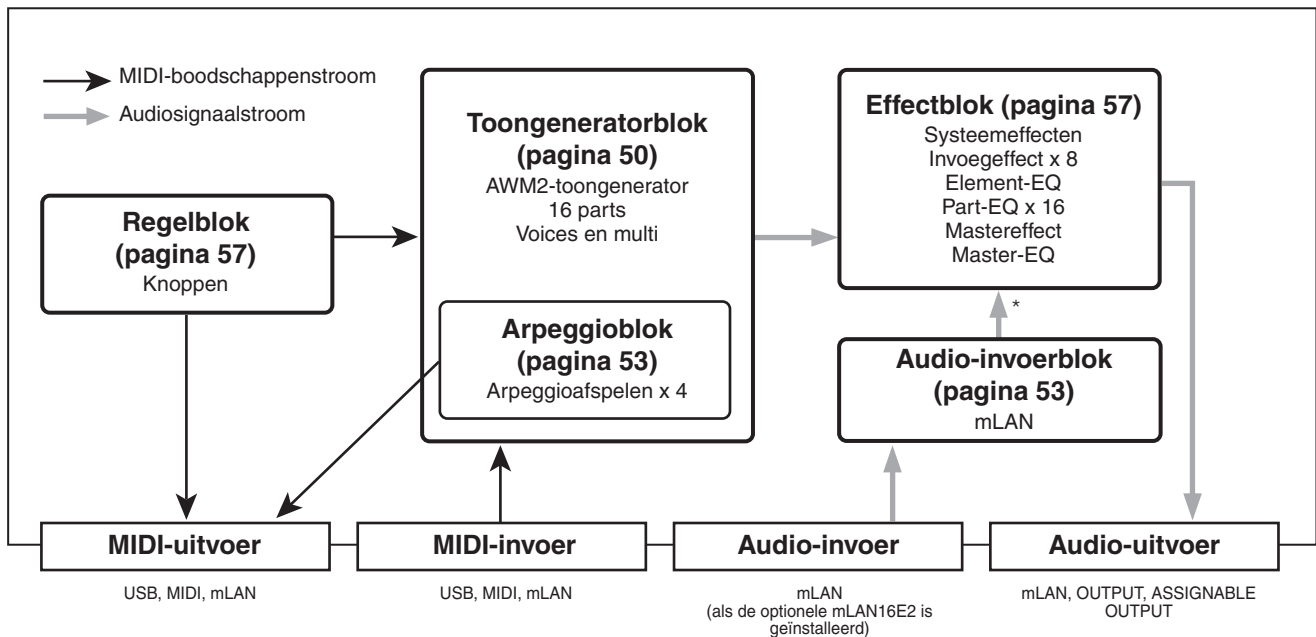 MIDI-boodschappenstroom
Audiosignaalstroom
Regelblok
(pagina 57)
Knoppen
Toongeneratorblok
(pagina 50)
AWM2-toongenerator
16 parts
Voices en multi
Arpeggioblok
(pagina 53)
Arpeggioafspelen x 4
Effectblok (pagina 57)
Systeemeffecten
Invoegeffect x 8
Element-EQ
Part-EQ x 16
Mastereffect
Master-EQ
*
Audio-invoerblok
(pagina 53)
mLAN
MIDI-uitvoer
USB, MIDI, mLAN
MIDI-invoer
USB, MIDI, mLAN
Audio-invoer
mLAN
(als de optionele mLAN16E2 is
geïnstalleerd)
Audio-uitvoer
mLAN, OUTPUT, ASSIGNABLE
OUTPUT